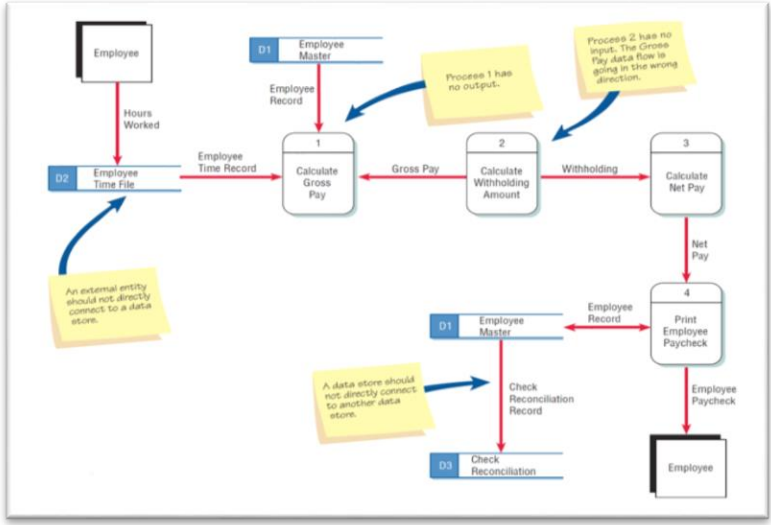 Employee
D1
Employee
Master
Process 1 has
no output.
Process 2 has no
input. The Gross
Pay data flow is
going in the wrong
direction.
Employee
Record
Hours
Worked
1
Calculate
Gross
Pay
2
Calculate
Withholding
Amount
3
Calculate
Net Pay
D2
Employee
Time File
Employee
Time Record
Gross Pay
Withholding
Net
Pay
An external entity
should not directly
connect to a data
store.
D1
Employee
Master
Employee
Record
4
Print
Employee
Paycheck
A data store should
not directly connect
to another data
store.
Check
Reconciliation
Record
Employee
Paycheck
D3
Check
Reconciliation
Employee